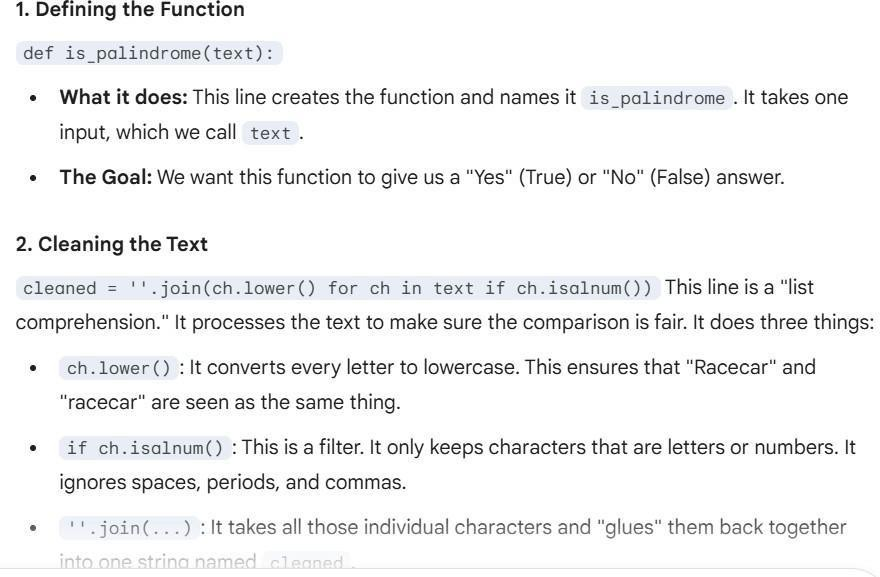 1. Defining the Function
def is_palindrome(text):
• What it does: This line creates the function and names it is_palindrome . It takes one
input, which we call text .
• The Goal: We want this function to give us a "Yes" (True) or "No" (False) answer.
2. Cleaning the Text
cleaned = ''.join(ch.lower() for ch in text if ch.isalnum()) This line is a "list
comprehension." It processes the text to make sure the comparison is fair. It does three things:
• ch.lower() : It converts every letter to lowercase. This ensures that "Racecar" and
"racecar" are seen as the same thing.
• if ch.isalnum() : This is a filter. It only keeps characters that are letters or numbers. It
ignores spaces, periods, and commas.
• ''.join(...) : It takes all those individual characters and "glues" them back together
into one string named cleaned .